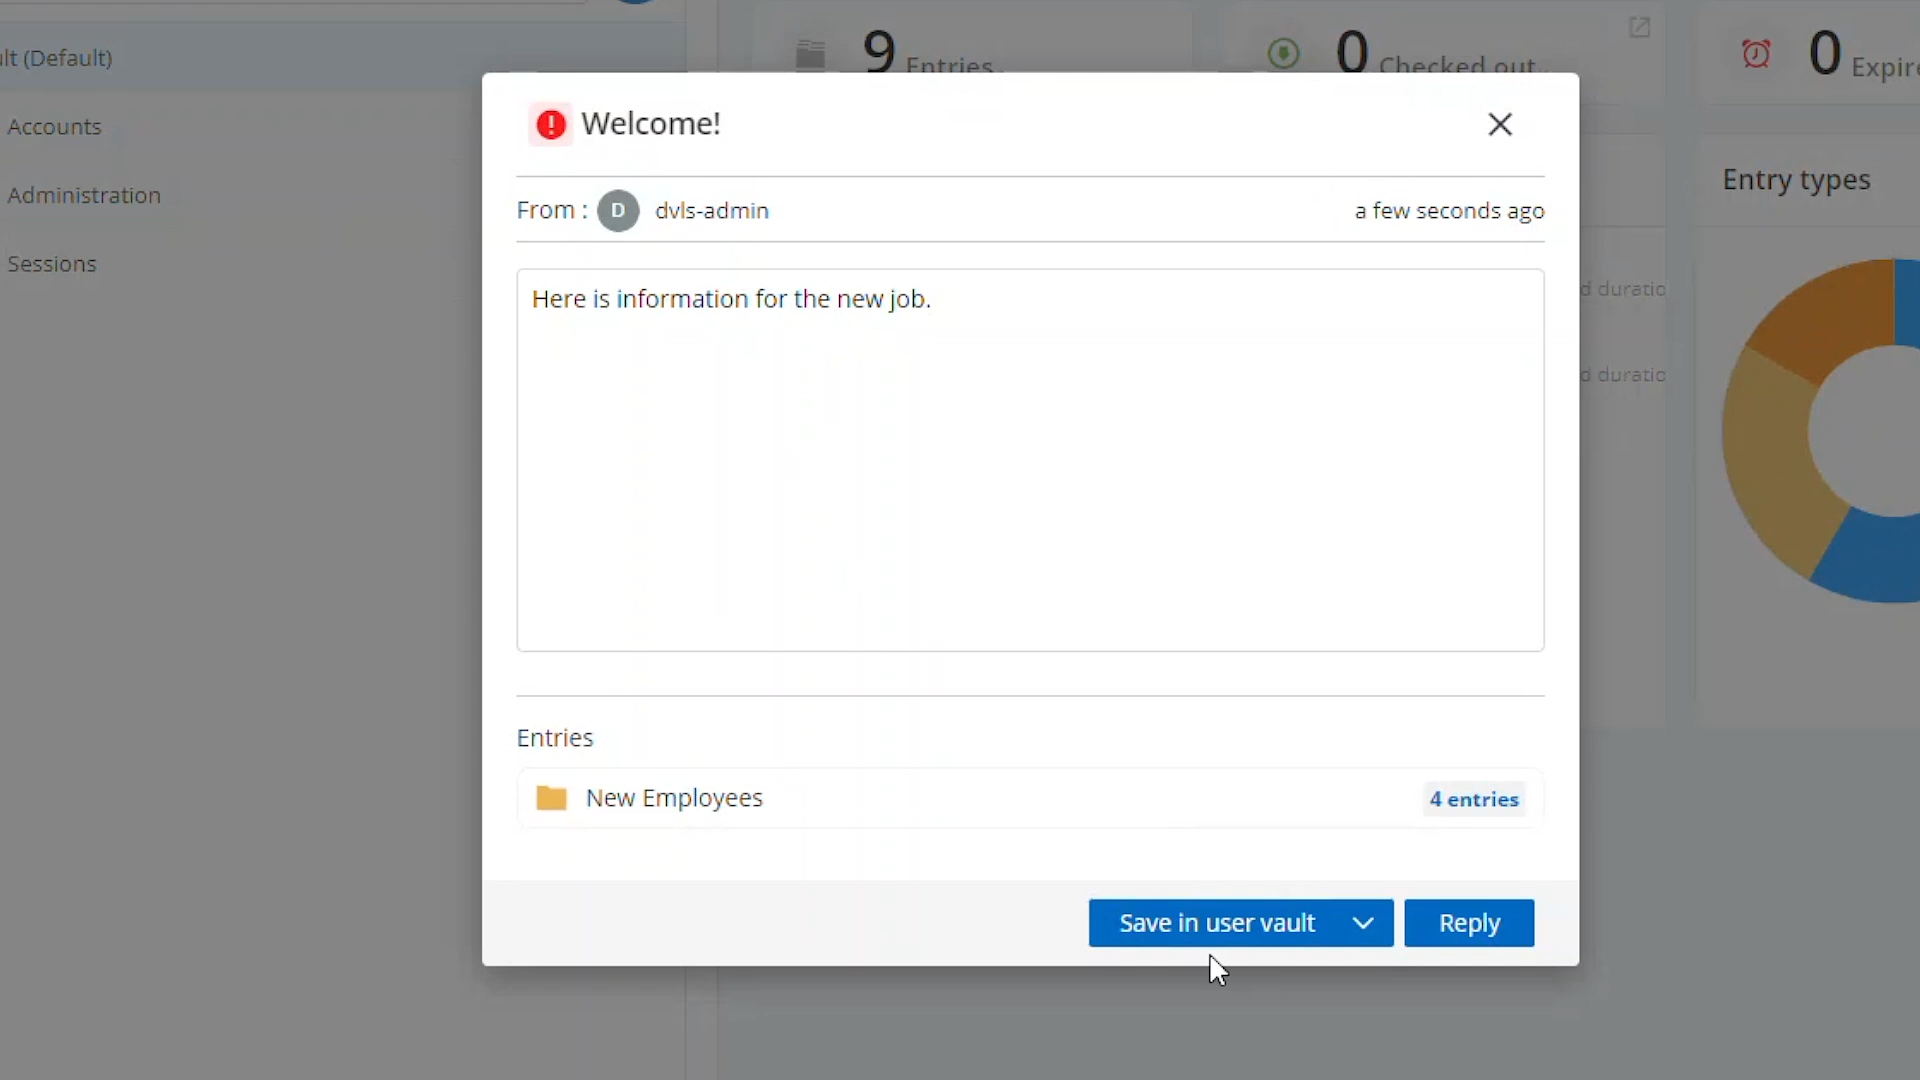 lt (Default)
Accounts
Administration
Sessions
9 Entries
0 Checked out
0 Expire
Welcome!
From : D dvls-admin a few seconds ago
Here is information for the new job.
Entries
New Employees 4 entries
Save in user vault Reply
Entry types
d duratio
d duratio